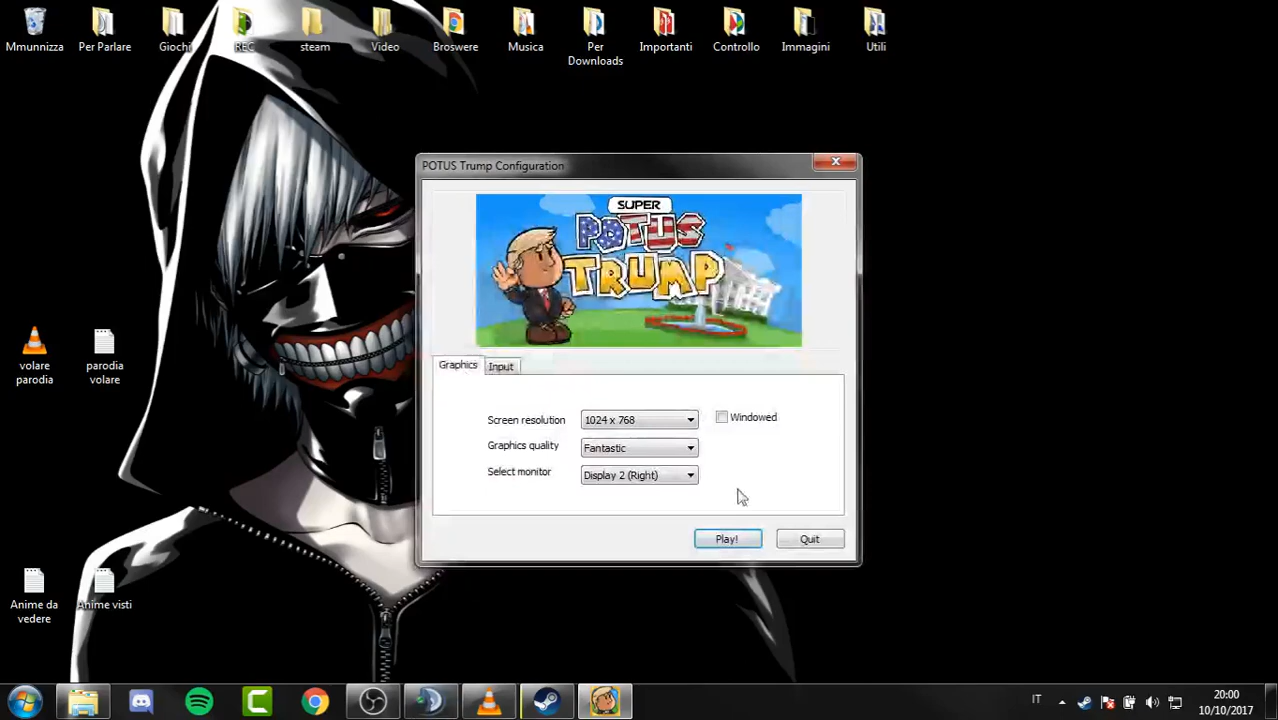 Mmunnizza
Per Parlare
Giochi
REC
steam
Video
Broswere
Musica
Per Downloads
Importanti
Controllo
Immagini
Utili
volare parodia
parodia volare
Anime da vedere
Anime visti
POTUS Trump Configuration
SUPER
POTUS
TRUMP
Graphics
Input
Screen resolution
1024 x 768
Windowed
Graphics quality
Fantastic
Select monitor
Display 2 (Right)
Play!
Quit
IT
20:00
10/10/2017